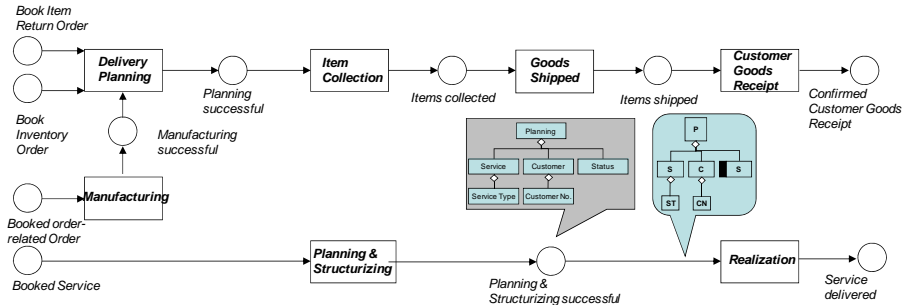 Book Item
Return Order
Delivery
Planning
Planning
successful
Item
Collection
Items collected
Goods
Shipped
Items shipped
Customer
Goods
Receipt
Confirmed
Customer Goods
Receipt
Book
Inventory
Order
Manufacturing
successful
Manufacturing
Booked order-
related Order
Planning
Service
Customer
Status
Service Type
Customer No.
P
S
C
S
ST
CN
Booked Service
Planning &
Structurizing
Planning &
Structurizing successful
Realization
Service
delivered